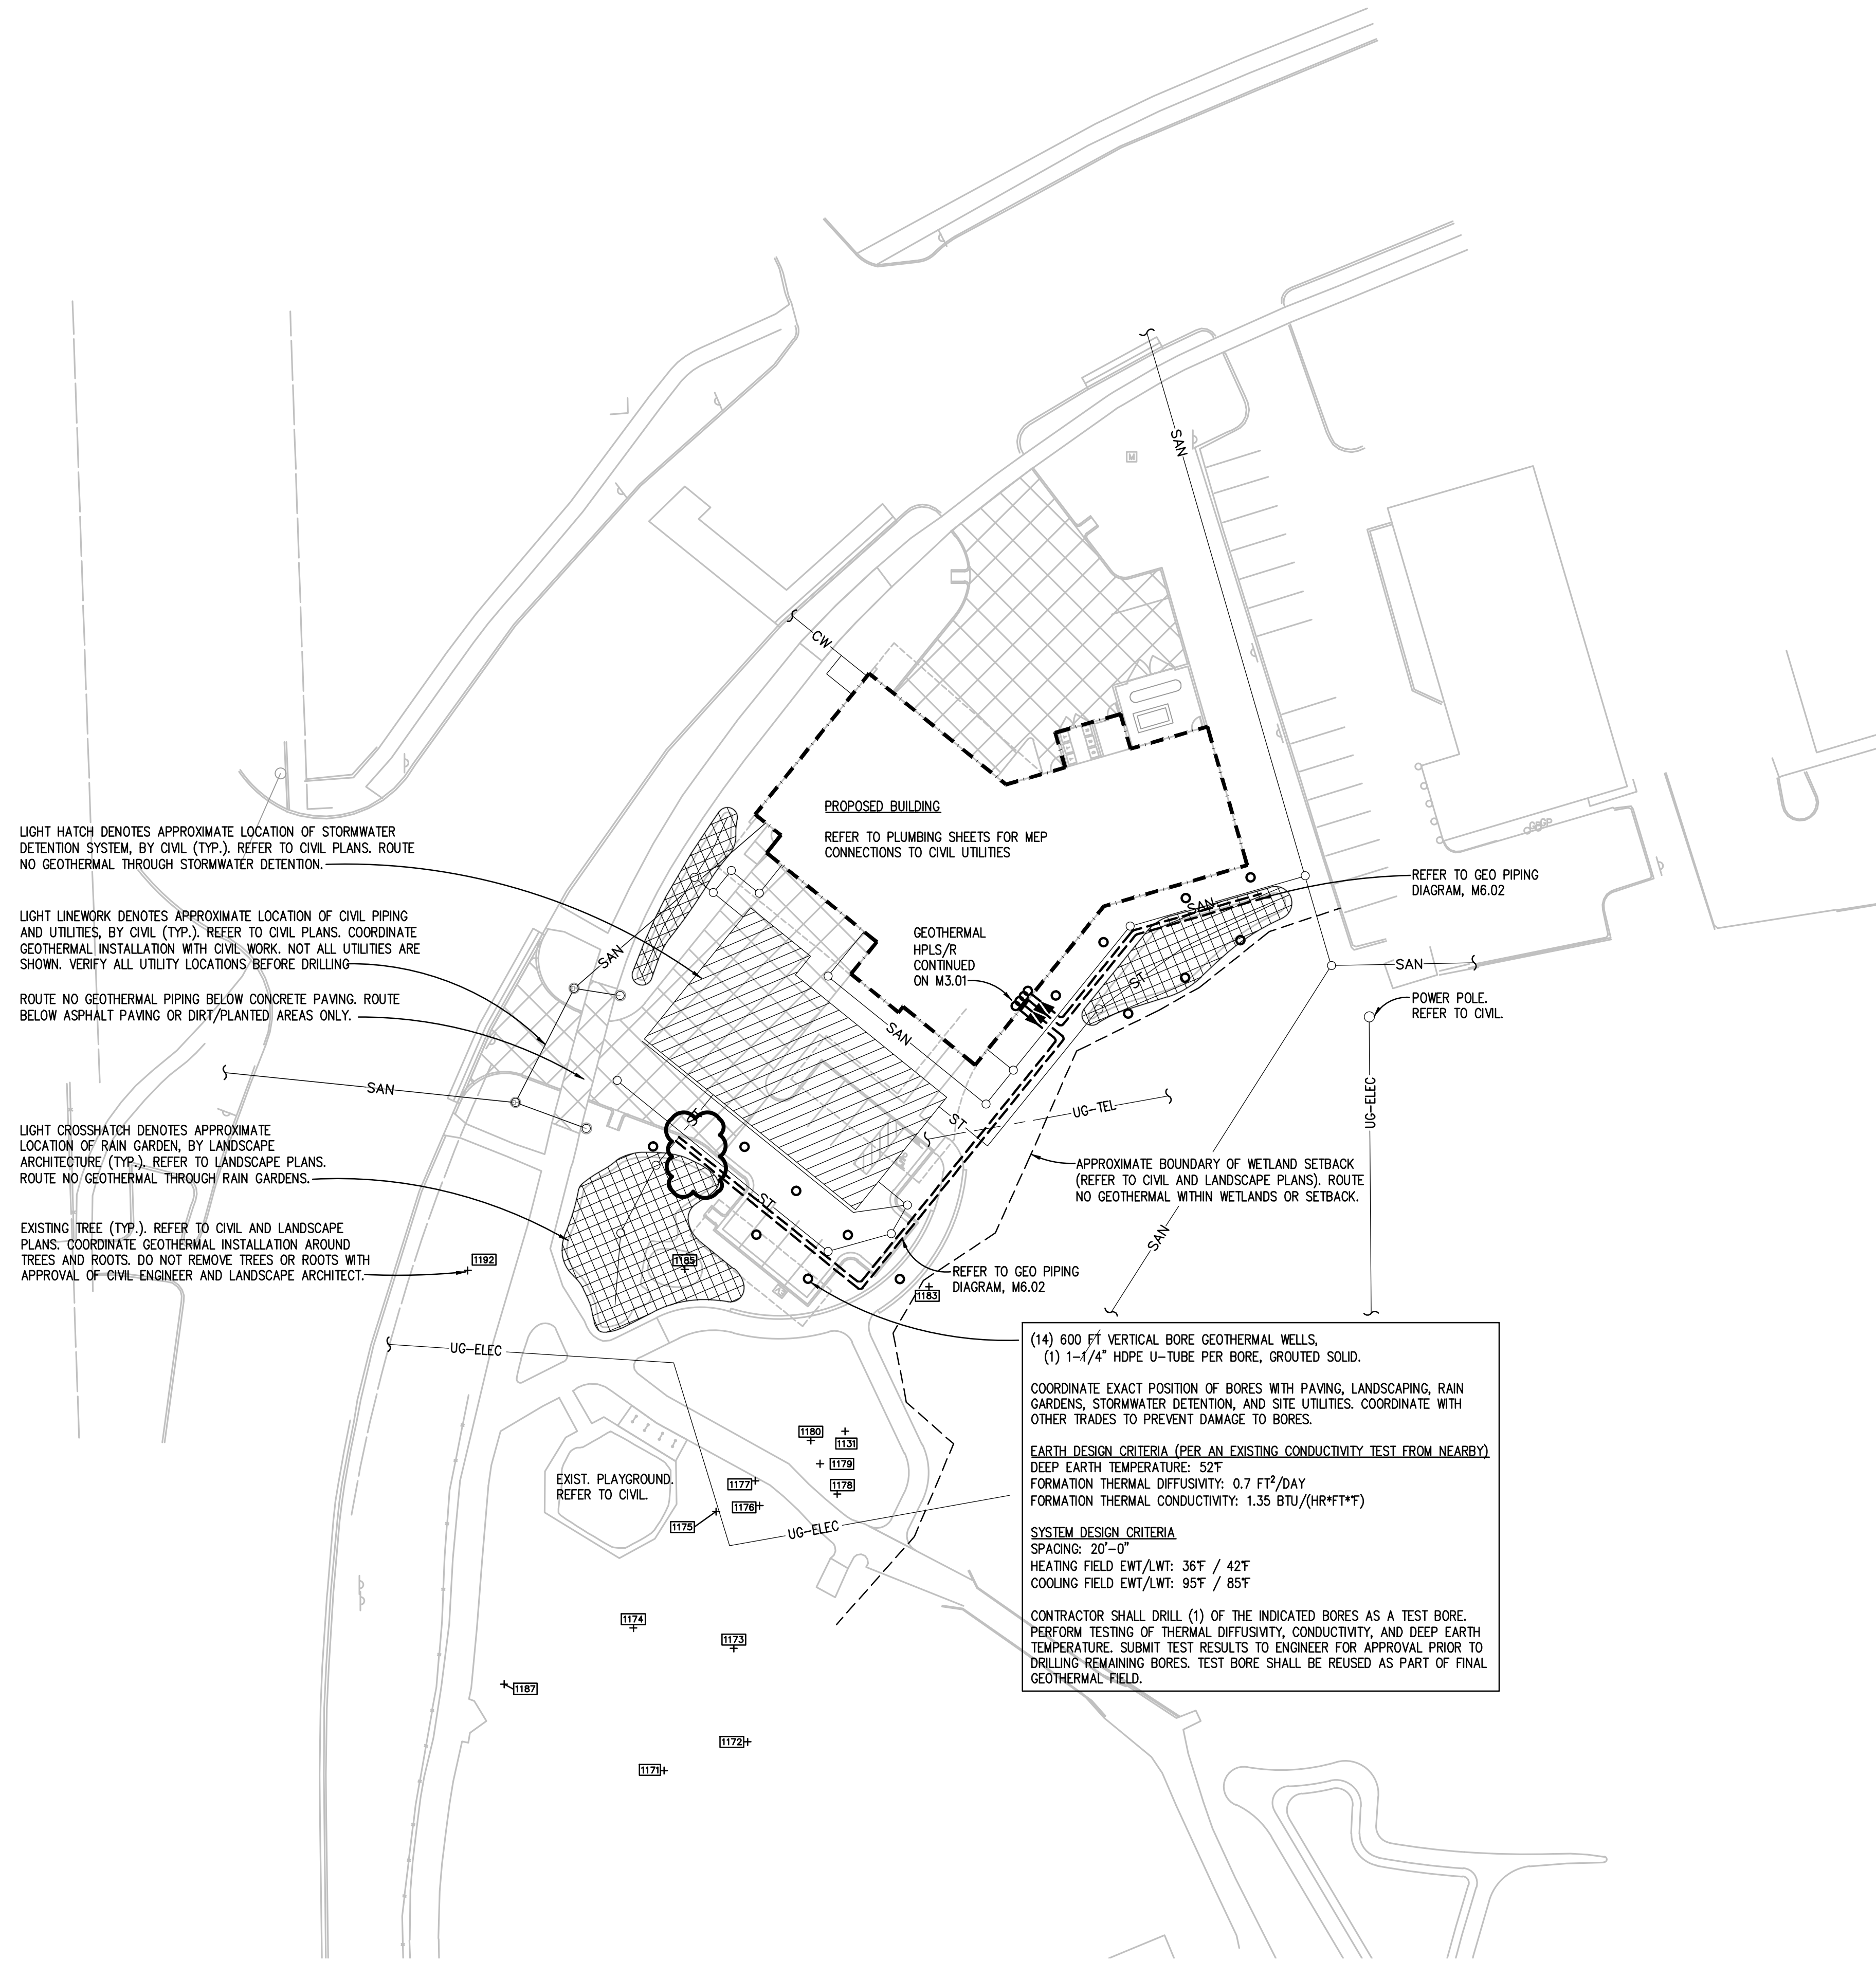 SAN
M
CW
PROPOSED BUILDING
REFER TO PLUMBING SHEETS FOR MEP
CONNECTIONS TO CIVIL UTILITIES
LIGHT HATCH DENOTES APPROXIMATE LOCATION OF STORMWATER
DETENTION SYSTEM, BY CIVIL (TYP.). REFER TO CIVIL PLANS. ROUTE
NO GEOTHERMAL THROUGH STORMWATER DETENTION.
LIGHT LINEWORK DENOTES APPROXIMATE LOCATION OF CIVIL PIPING
AND UTILITIES, BY CIVIL (TYP.). REFER TO CIVIL PLANS. COORDINATE
GEOTHERMAL INSTALLATION WITH CIVIL WORK. NOT ALL UTILITIES ARE
SHOWN. VERIFY ALL UTILITY LOCATIONS BEFORE DRILLING
ROUTE NO GEOTHERMAL PIPING BELOW CONCRETE PAVING. ROUTE
BELOW ASPHALT PAVING OR DIRT/PLANTED AREAS ONLY.
LIGHT CROSSHATCH DENOTES APPROXIMATE
LOCATION OF RAIN GARDEN, BY LANDSCAPE
ARCHITECTURE (TYP.). REFER TO LANDSCAPE PLANS.
ROUTE NO GEOTHERMAL THROUGH RAIN GARDENS.
EXISTING TREE (TYP.). REFER TO CIVIL AND LANDSCAPE
PLANS. COORDINATE GEOTHERMAL INSTALLATION AROUND
TREES AND ROOTS. DO NOT REMOVE TREES OR ROOTS WITH
APPROVAL OF CIVIL ENGINEER AND LANDSCAPE ARCHITECT.
REFER TO GEO PIPING
DIAGRAM, M6.02
SAN
GEOTHERMAL
HPLS/R
CONTINUED
ON M3.01
SAN
SAN
ST
POWER POLE.
REFER TO CIVIL.
SAN
SAN
UG-ELEC
UG-TEL
ST
ST
ST
APPROXIMATE BOUNDARY OF WETLAND SETBACK
(REFER TO CIVIL AND LANDSCAPE PLANS). ROUTE
NO GEOTHERMAL WITHIN WETLANDS OR SETBACK.
SAN
REFER TO GEO PIPING
DIAGRAM, M6.02
1192
1185
1183
UG-ELEC
(14) 600 FT VERTICAL BORE GEOTHERMAL WELLS,
(1) 1-1/4" HDPE U-TUBE PER BORE, GROUTED SOLID.
COORDINATE EXACT POSITION OF BORES WITH PAVING, LANDSCAPING, RAIN
GARDENS, STORMWATER DETENTION, AND SITE UTILITIES. COORDINATE WITH
OTHER TRADES TO PREVENT DAMAGE TO BORES.
EARTH DESIGN CRITERIA (PER AN EXISTING CONDUCTIVITY TEST FROM NEARBY)
DEEP EARTH TEMPERATURE: 52°F
FORMATION THERMAL DIFFUSIVITY: 0.7 FT²/DAY
FORMATION THERMAL CONDUCTIVITY: 1.35 BTU/(HR*FT*°F)
SYSTEM DESIGN CRITERIA
SPACING: 20'-0"
HEATING FIELD EWT/LWT: 36°F / 42°F
COOLING FIELD EWT/LWT: 95°F / 85°F
CONTRACTOR SHALL DRILL (1) OF THE INDICATED BORES AS A TEST BORE.
PERFORM TESTING OF THERMAL DIFFUSIVITY, CONDUCTIVITY, AND DEEP EARTH
TEMPERATURE. SUBMIT TEST RESULTS TO ENGINEER FOR APPROVAL PRIOR TO
DRILLING REMAINING BORES. TEST BORE SHALL BE REUSED AS PART OF FINAL
GEOTHERMAL FIELD.
EXIST. PLAYGROUND.
REFER TO CIVIL.
1180
1131
1179
1177
1178
1176
1175
UG-ELEC
1174
1173
1187
1172
1171